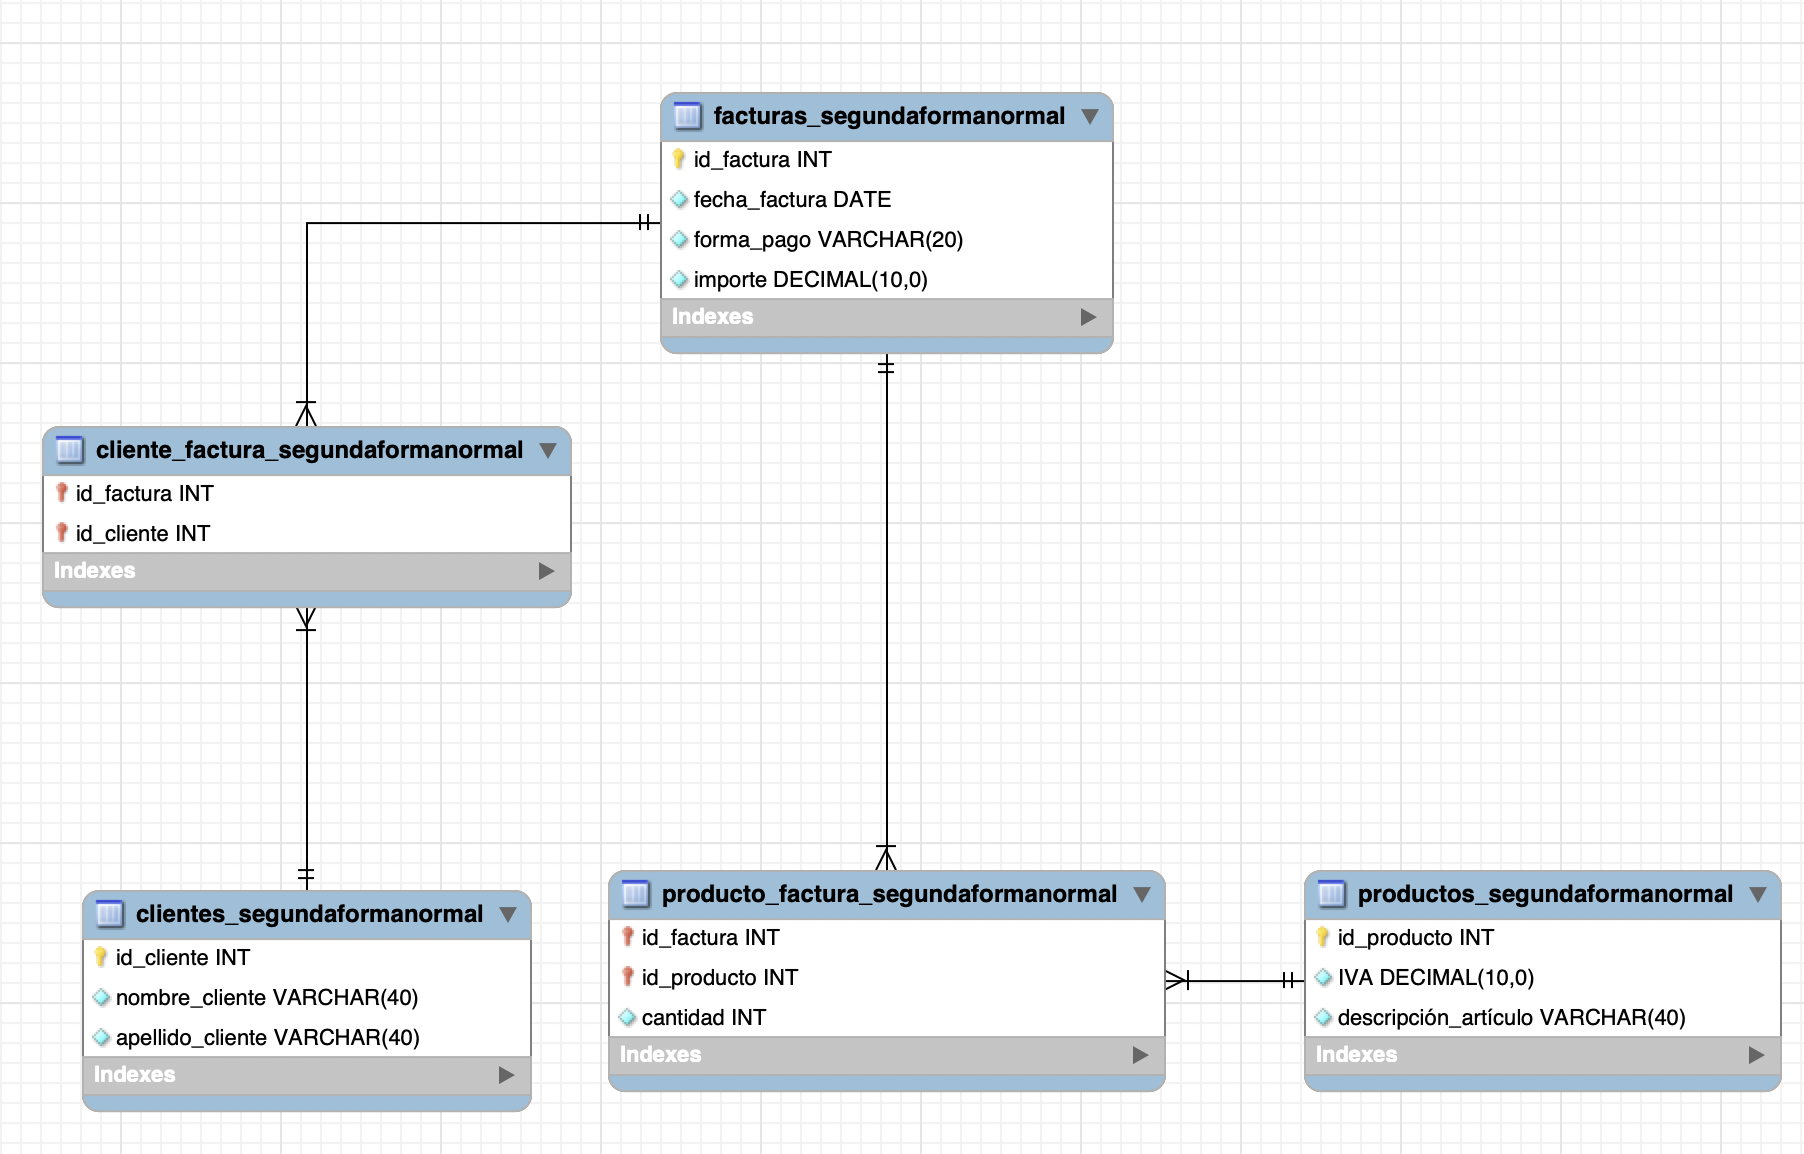 facturas_segundaformanormal
id_factura INT
fecha_factura DATE
forma_pago VARCHAR(20)
importe DECIMAL(10,0)
Indexes
cliente_factura_segundaformanormal
id_factura INT
id_cliente INT
Indexes
clientes_segundaformanormal
id_cliente INT
nombre_cliente VARCHAR(40)
apellido_cliente VARCHAR(40)
Indexes
producto_factura_segundaformanormal
id_factura INT
id_producto INT
cantidad INT
Indexes
productos_segundaformanormal
id_producto INT
IVA DECIMAL(10,0)
descripción_artículo VARCHAR(40)
Indexes